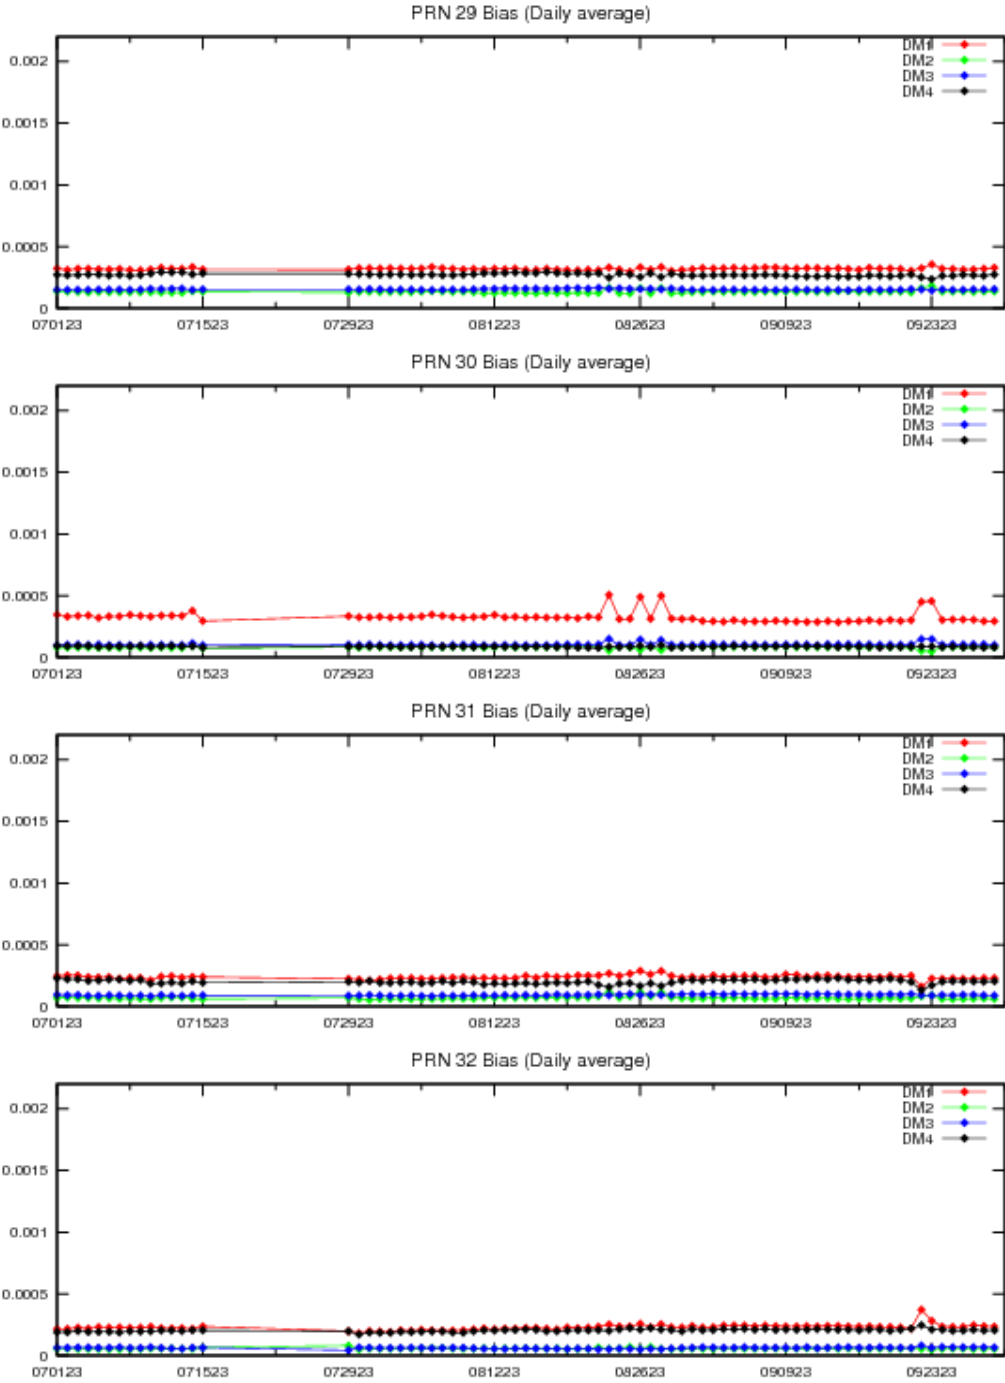 PRN 29 Bias (Daily average)
DM1
0.002
DM2
DM3
DM4
0.0015
0.001
0.0005
0
070123 071523 072923 081223 082623 090923 092323
PRN 30 Bias (Daily average)
DM1
0.002
DM2
DM3
DM4
0.0015
0.001
0.0005
0
070123 071523 072923 081223 082623 090923 092323
PRN 31 Bias (Daily average)
DM1
0.002
DM2
DM3
DM4
0.0015
0.001
0.0005
0
070123 071523 072923 081223 082623 090923 092323
PRN 32 Bias (Daily average)
DM1
0.002
DM2
DM3
DM4
0.0015
0.001
0.0005
0
070123 071523 072923 081223 082623 090923 092323